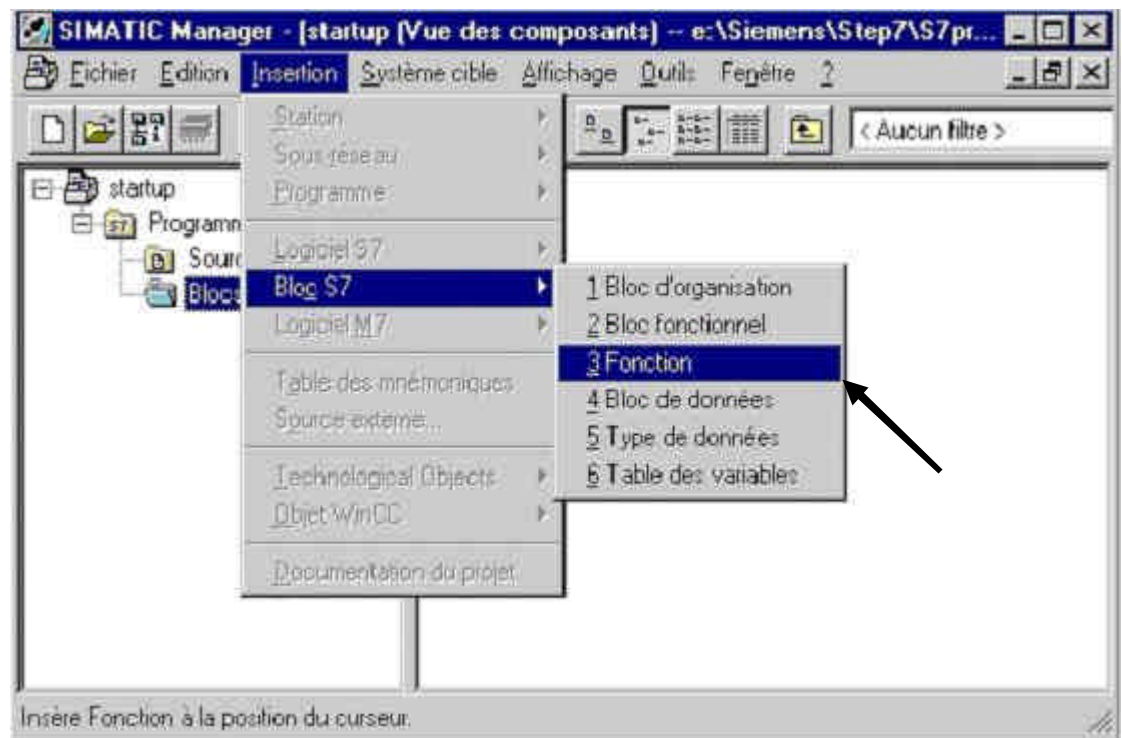 SIMATIC Manager - [startup (Vue des composants) -- e:\Siemens\Step7\S7pr...
Fichier Edition Insertion Système cible Affichage Outils Fenêtre ?
< Aucun filtre >
startup
Programm
Sourc
Blocs
Station
Sous-réseau
Programme
Logiciel S7
Bloc S7
Logiciel M7
Table des mnémoniques
Source externe...
Technological Objects
Objet WinCC
Documentation du projet
1 Bloc d'organisation
2 Bloc fonctionnel
3 Fonction
4 Bloc de données
5 Type de données
6 Table des variables
Insère Fonction à la position du curseur.